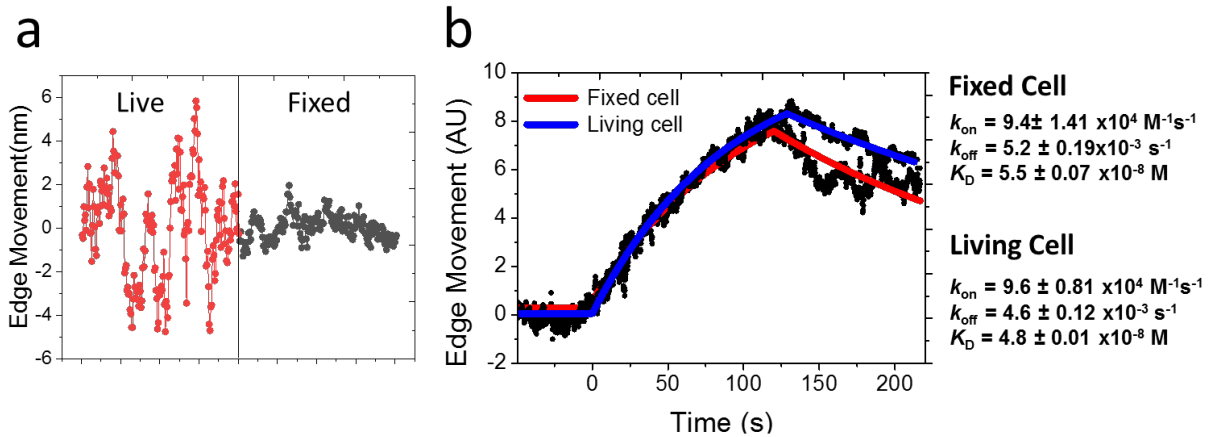 a
Edge Movement(nm)
6
4
2
0
-2
-4
-6
Live
Fixed
b
Edge Movement (AU)
10
8
6
4
2
0
-2
Fixed cell
Living cell
0
50
100
150
200
Time (s)
Fixed Cell
kon = 9.4± 1.41 x10⁴ M⁻¹s⁻¹
koff = 5.2 ± 0.19x10⁻³ s⁻¹
KD = 5.5 ± 0.07 x10⁻⁸ M
Living Cell
kon = 9.6 ± 0.81 x10⁴ M⁻¹s⁻¹
koff = 4.6 ± 0.12 x10⁻³ s⁻¹
KD = 4.8 ± 0.01 x10⁻⁸ M